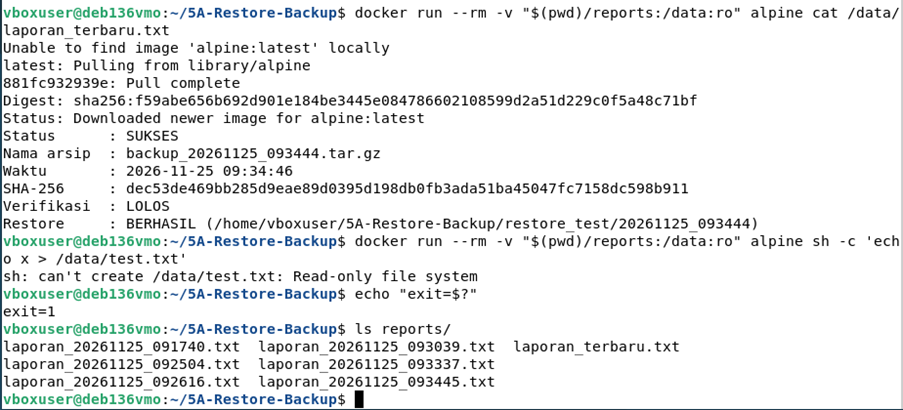 vboxuser@deb136vmo:~/5A-Restore-Backup$ docker run --rm -v "$(pwd)/reports:/data:ro" alpine cat /data/
laporan_terbaru.txt
Unable to find image 'alpine:latest' locally
latest: Pulling from library/alpine
881fc932939e: Pull complete
Digest: sha256:f59abe656b692d901e184be3445e084786602108599d2a51d229c0f5a48c71bf
Status: Downloaded newer image for alpine:latest
Status      : SUKSES
Nama arsip  : backup_20261125_093444.tar.gz
Waktu       : 2026-11-25 09:34:46
SHA-256     : dec53de469bb285d9eae89d0395d198db0fb3ada51ba45047fc7158dc598b911
Verifikasi  : LOLOS
Restore     : BERHASIL (/home/vboxuser/5A-Restore-Backup/restore_test/20261125_093444)
vboxuser@deb136vmo:~/5A-Restore-Backup$ docker run --rm -v "$(pwd)/reports:/data:ro" alpine sh -c 'ech
o x > /data/test.txt'
sh: can't create /data/test.txt: Read-only file system
vboxuser@deb136vmo:~/5A-Restore-Backup$ echo "exit=$?"
exit=1
vboxuser@deb136vmo:~/5A-Restore-Backup$ ls reports/
laporan_20261125_091740.txt  laporan_20261125_093039.txt  laporan_terbaru.txt
laporan_20261125_092504.txt  laporan_20261125_093337.txt
laporan_20261125_092616.txt  laporan_20261125_093445.txt
vboxuser@deb136vmo:~/5A-Restore-Backup$